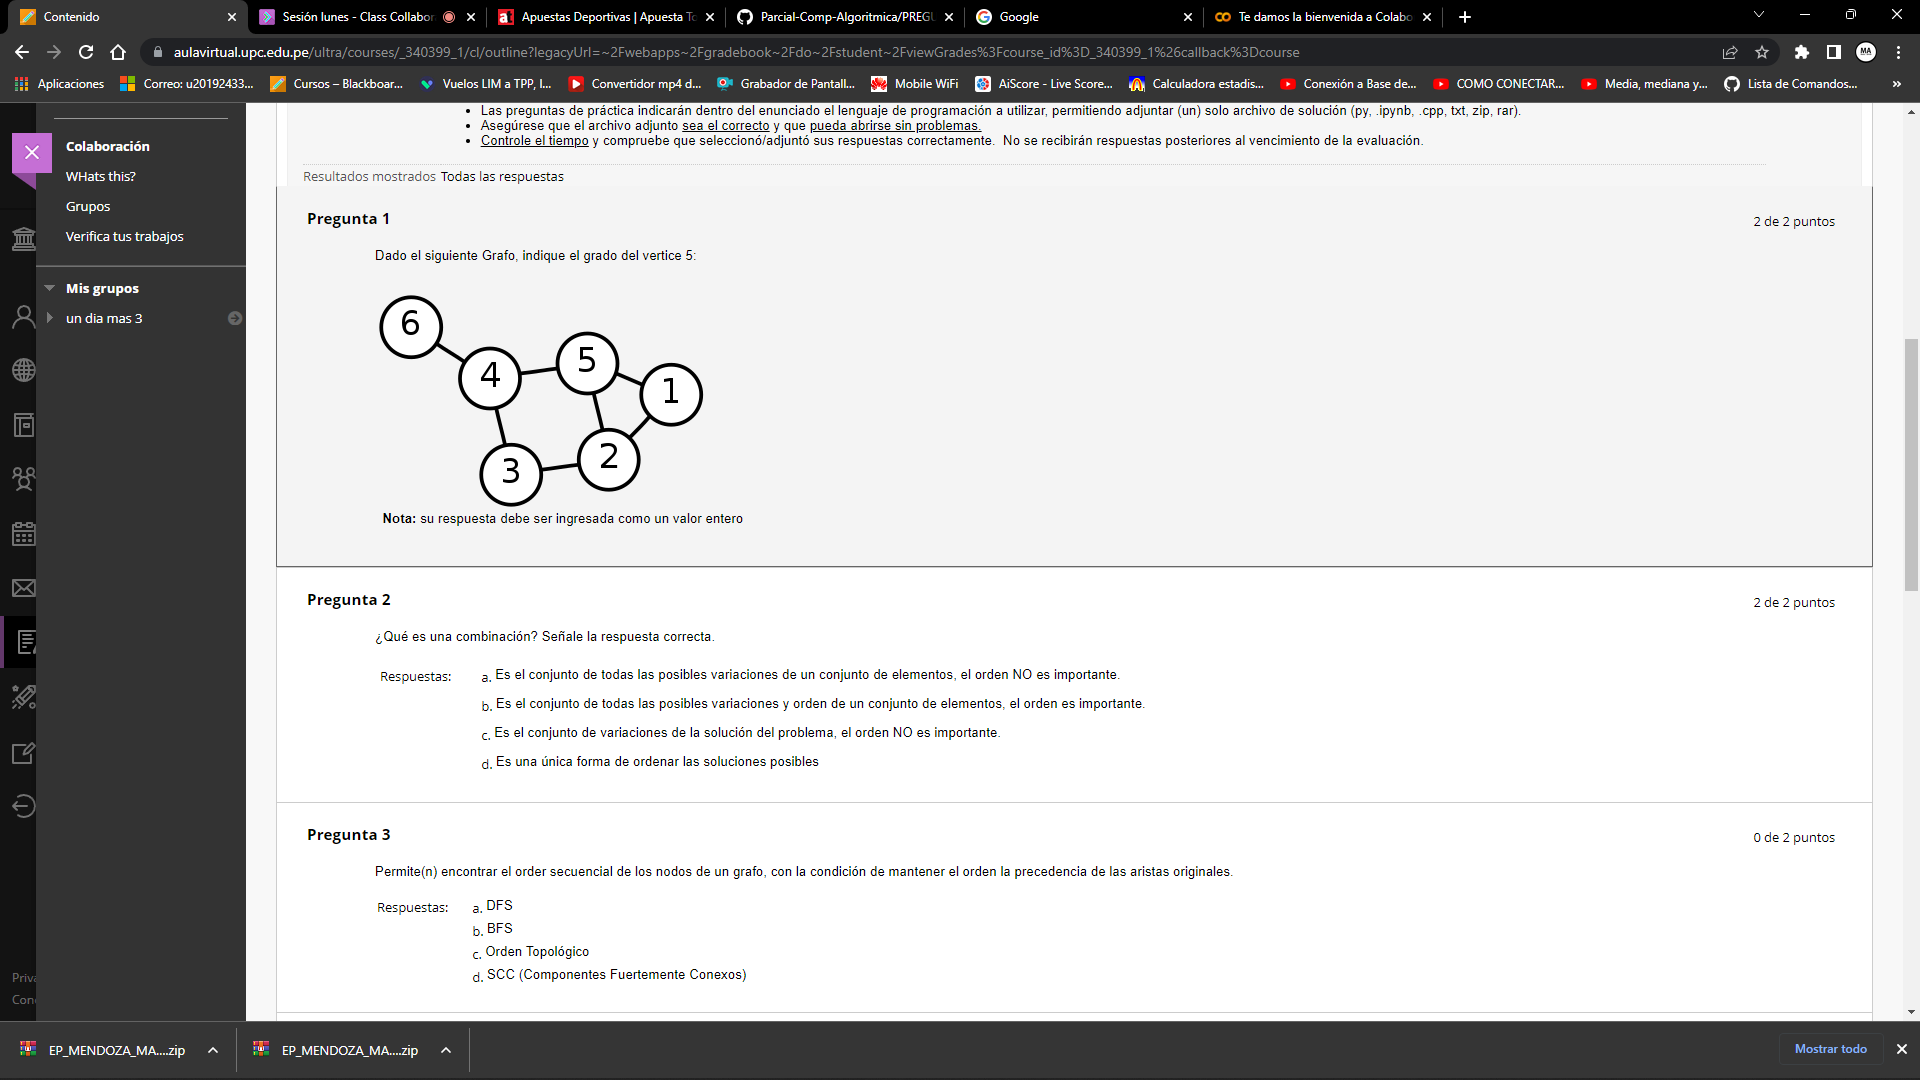 Contenido
Sesión lunes - Class Collabor
Apuestas Deportivas | Apuesta To
Parcial-Comp-Algoritmica/PREGU
Google
Te damos la bienvenida a Colabo
aulavirtual.upc.edu.pe/ultra/courses/_340399_1/cl/outline?legacyUrl=~2Fwebapps~2Fgradebook~2Fdo~2Fstudent~2FviewGrades%3Fcourse_id%3D_340399_1%26callback%3Dcourse
MA
Aplicaciones
Correo: u20192433...
Cursos – Blackboar...
Vuelos LIM a TPP, l...
Convertidor mp4 d...
Grabador de Pantall...
Mobile WiFi
AiScore - Live Score...
Calculadora estadis...
Conexión a Base de...
COMO CONECTAR...
Media, mediana y...
Lista de Comandos...
»
Colaboración
WHats this?
Grupos
Verifica tus trabajos
Mis grupos
un dia mas 3
Priva
Conc
• Las preguntas de práctica indicarán dentro del enunciado el lenguaje de programación a utilizar, permitiendo adjuntar (un) solo archivo de solución (py, .ipynb, .cpp, txt, zip, rar).
• Asegúrese que el archivo adjunto sea el correcto y que pueda abrirse sin problemas.
• Controle el tiempo y compruebe que seleccionó/adjuntó sus respuestas correctamente. No se recibirán respuestas posteriores al vencimiento de la evaluación.
Resultados mostrados Todas las respuestas
Pregunta 1
2 de 2 puntos
Dado el siguiente Grafo, indique el grado del vertice 5:
6
4
5
1
3
2
Nota: su respuesta debe ser ingresada como un valor entero
Pregunta 2
2 de 2 puntos
¿Qué es una combinación? Señale la respuesta correcta.
Respuestas:
a. Es el conjunto de todas las posibles variaciones de un conjunto de elementos, el orden NO es importante.
b. Es el conjunto de todas las posibles variaciones y orden de un conjunto de elementos, el orden es importante.
c. Es el conjunto de variaciones de la solución del problema, el orden NO es importante.
d. Es una única forma de ordenar las soluciones posibles
Pregunta 3
0 de 2 puntos
Permite(n) encontrar el order secuencial de los nodos de un grafo, con la condición de mantener el orden la precedencia de las aristas originales.
Respuestas:
a. DFS
b. BFS
c. Orden Topológico
d. SCC (Componentes Fuertemente Conexos)
EP_MENDOZA_MA....zip
EP_MENDOZA_MA....zip
Mostrar todo